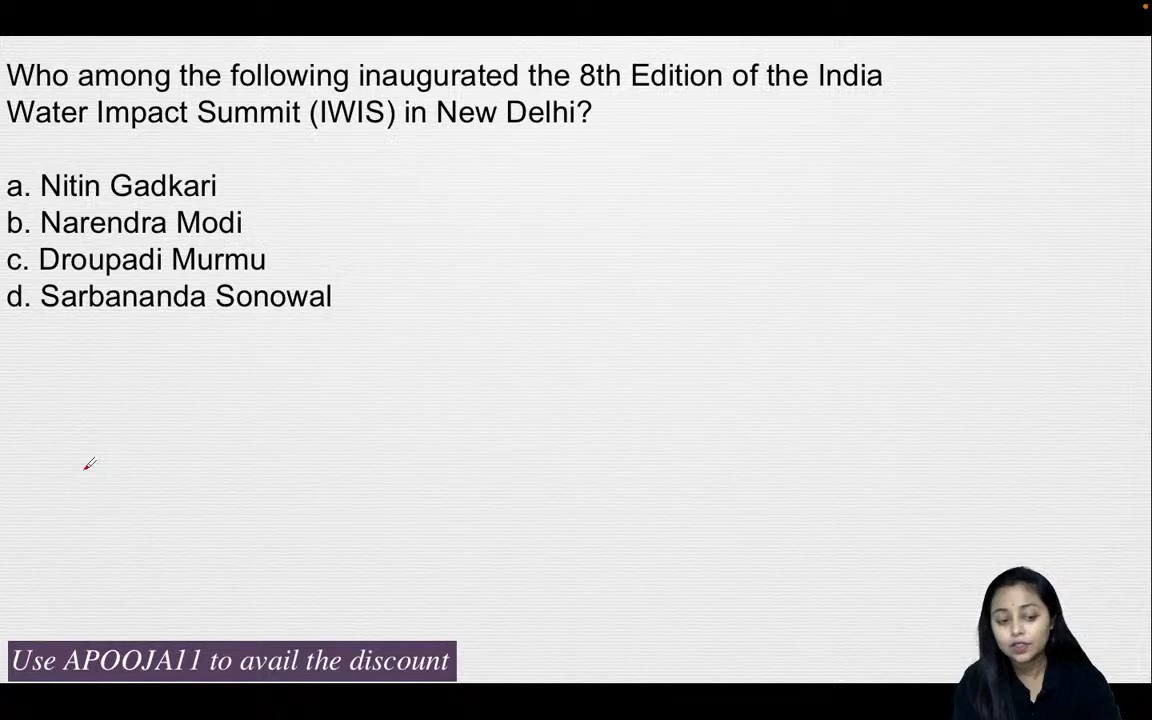 Who among the following inaugurated the 8th Edition of the India
Water Impact Summit (IWIS) in New Delhi?
a. Nitin Gadkari
b. Narendra Modi
c. Droupadi Murmu
d. Sarbananda Sonowal
Use APOOJA11 to avail the discount